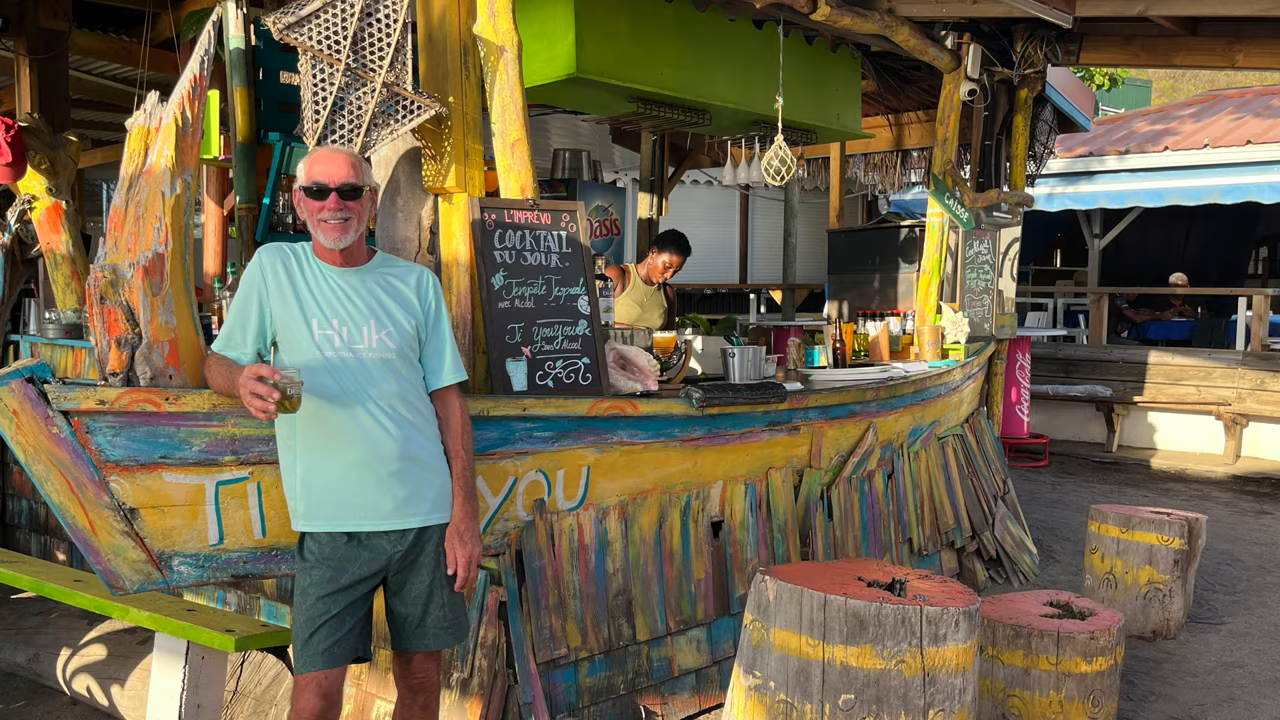 L'IMPRÉVU
COCKTAIL
DU JOUR.
Tempête Tropicale
avec Alcool
Ti YouYou
Sans Alcool
Oasis
CAISSE
Cocktail
HUK
PERFORMANCE FISHING
TI YOU
Coca-Cola